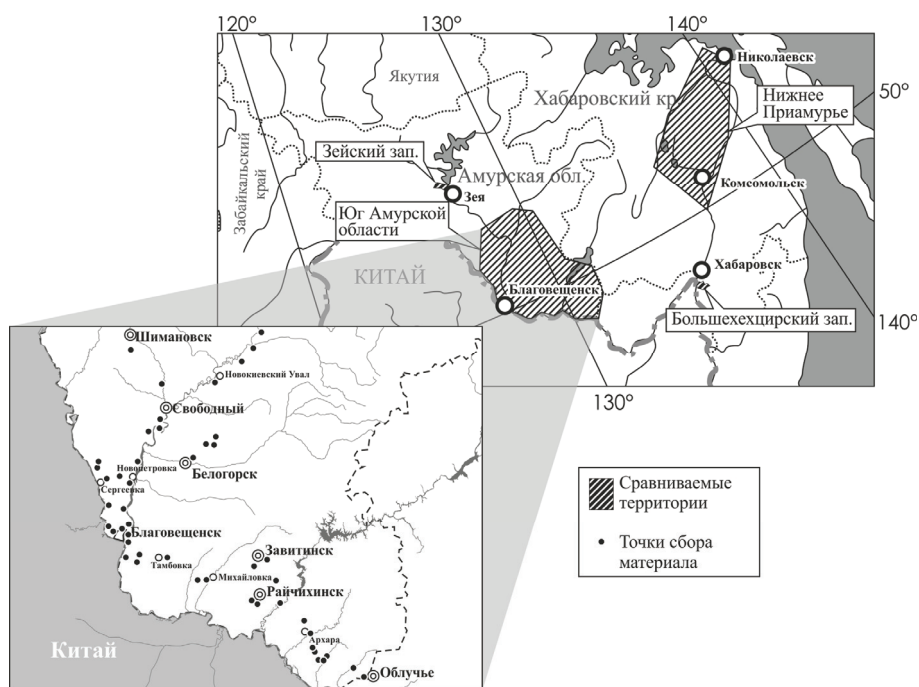 120°
130°
140°
Николаевск
Якутия
Хабаровский кр
50°
Нижнее
Приамурье
Забайкальский
край
Зейский зап.
Амурская обл.
Комсомольск
Зея
Юг Амурской
области
КИТАЙ
Хабаровск
Благовещенск
Большехехцирский зап.
140°
130°
Шимановск
Новокиевский Увал
Свободный
Белогорск
Новопетровка
Сергеевка
Благовещенск
Завитинск
Тамбовка
Михайловка
Райчихинск
Архара
Китай
Облучье
Сравниваемые
территории
Точки сбора
материала